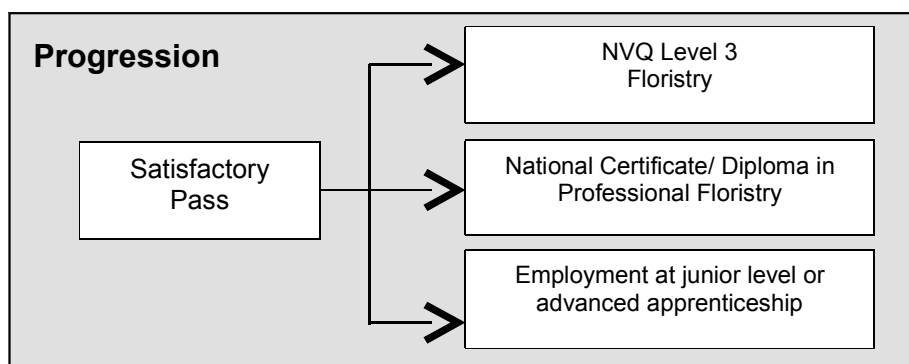 Progression
Satisfactory
Pass
NVQ Level 3
Floristry
National Certificate/ Diploma in
Professional Floristry
Employment at junior level or
advanced apprenticeship